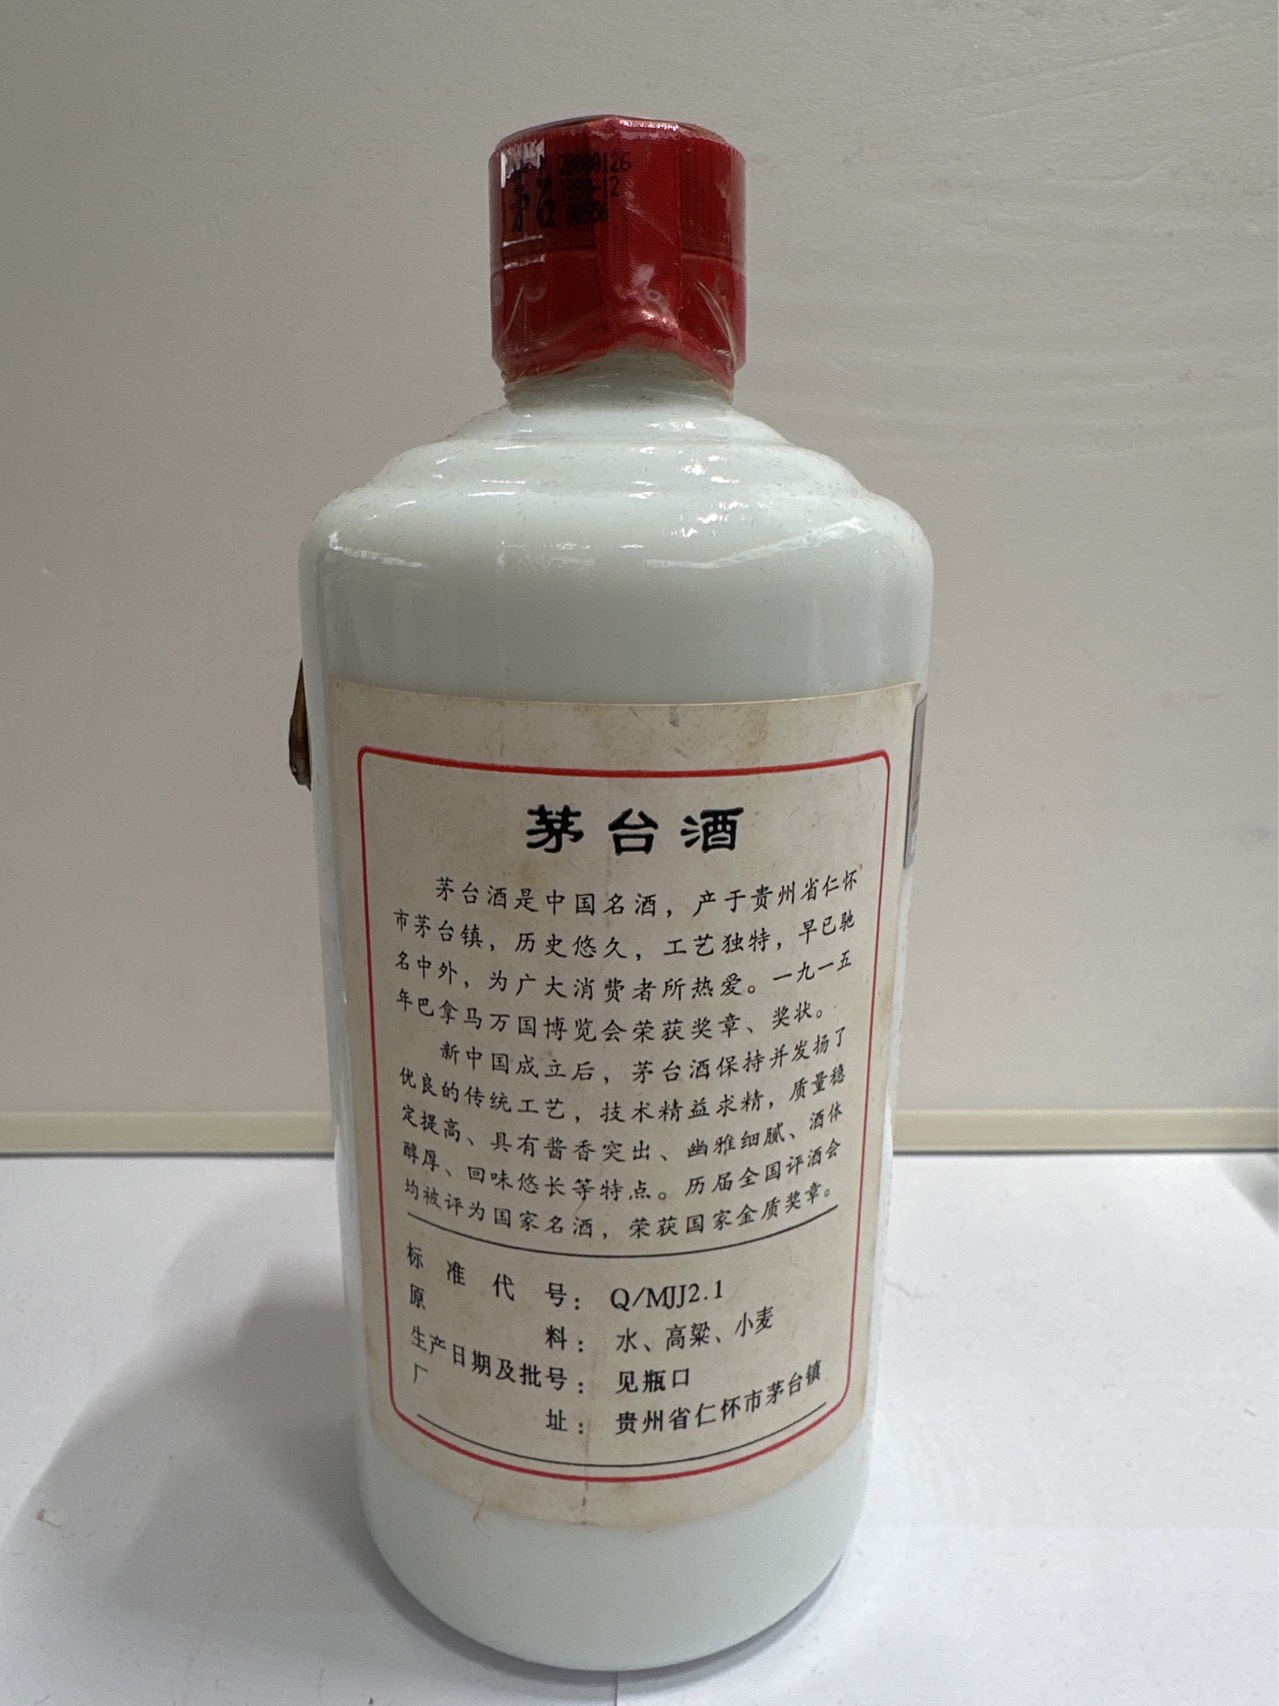 茅台
20000126
1999-12
茅台酒
茅台酒是中国名酒，产于贵州省仁怀
市茅台镇，历史悠久，工艺独特，早已驰
名中外，为广大消费者所热爱。一九一五
年巴拿马万国博览会荣获奖章、奖状。
新中国成立后，茅台酒保持并发扬了
优良的传统工艺，技术精益求精，质量稳
定提高、具有酱香突出、幽雅细腻、酒体
醇厚、回味悠长等特点。历届全国评酒会
均被评为国家名酒，荣获国家金质奖章。
标准代号：Q/MJJ2.1
原料：水、高粱、小麦
生产日期及批号：见瓶口
厂址：贵州省仁怀市茅台镇